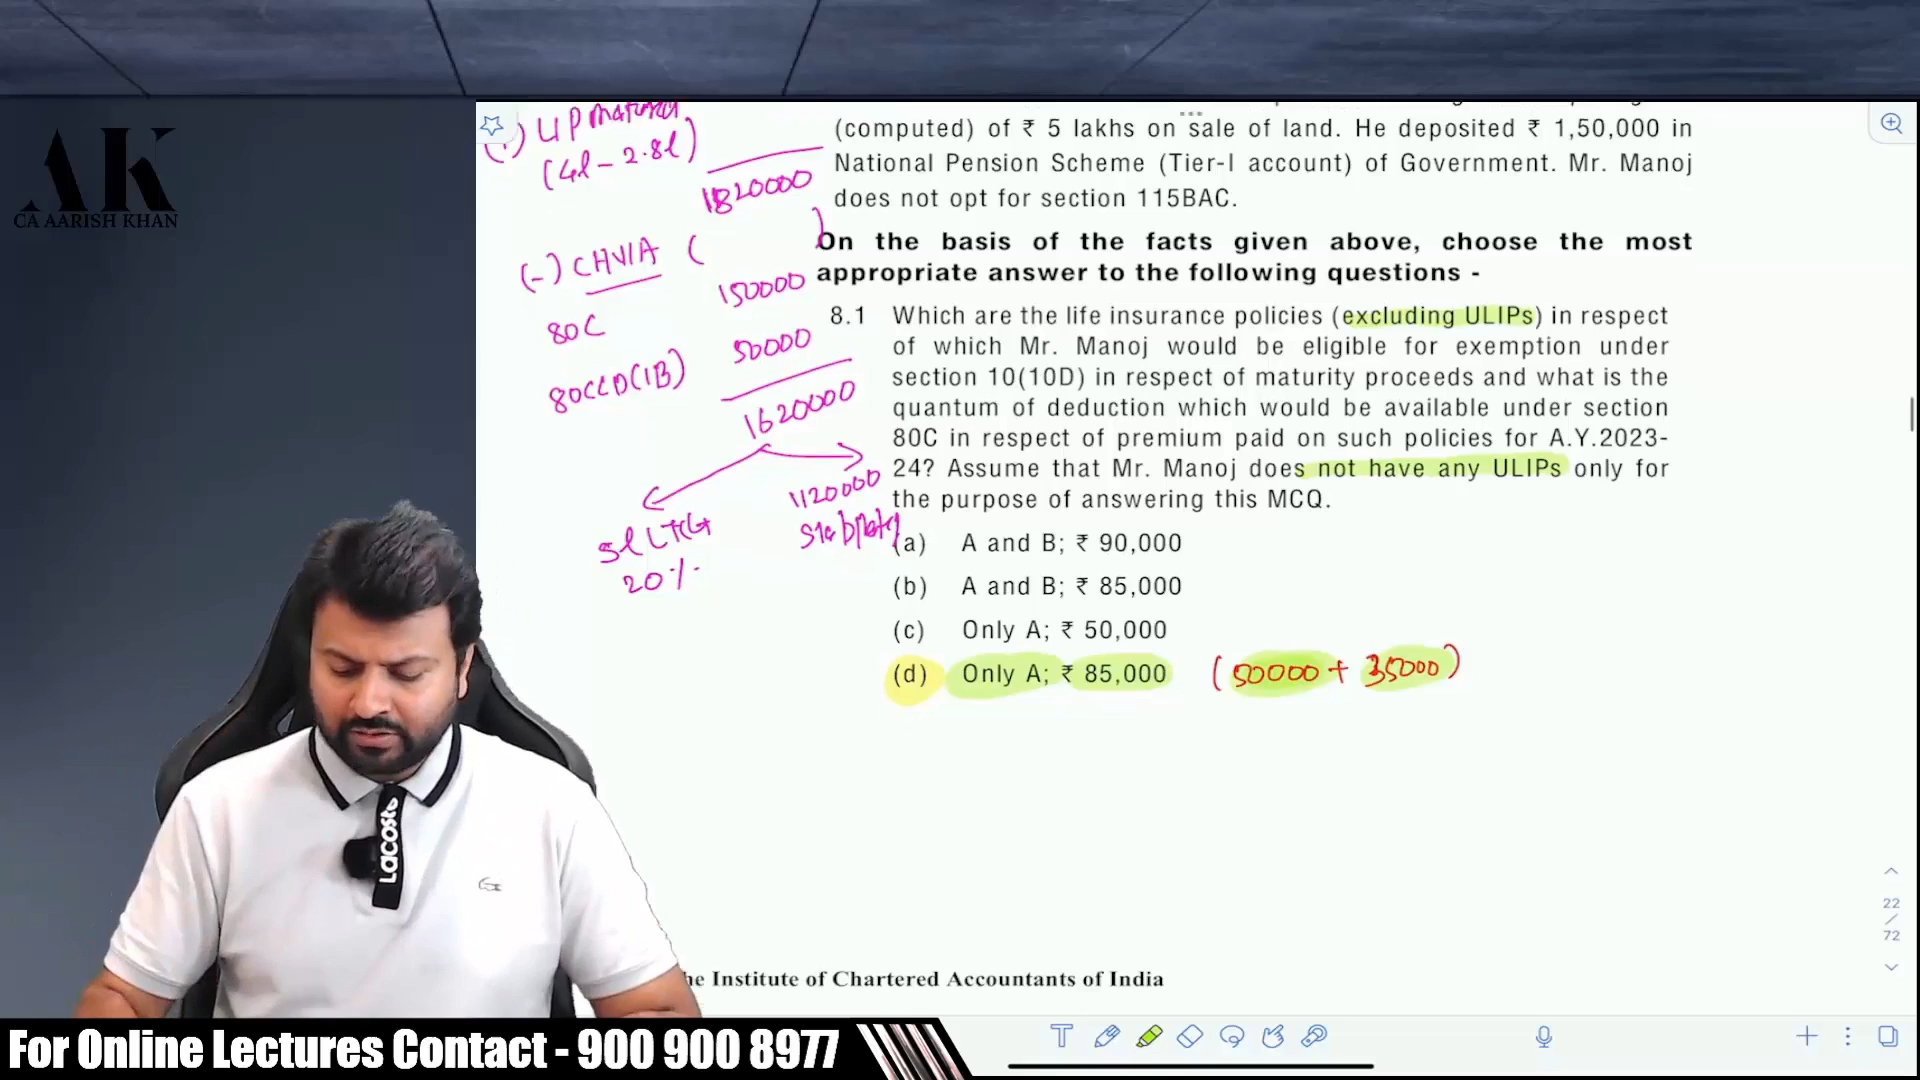 AK
CA AARISH KHAN
(4l - 2.8l)
1820000
(-) CHVIA (
)
150000
80C
50000
80CCD(1B)
1620000
1120000
5l LTCG
20%
(computed) of ₹ 5 lakhs on sale of land. He deposited ₹ 1,50,000 in
National Pension Scheme (Tier-I account) of Government. Mr. Manoj
does not opt for section 115BAC.
On the basis of the facts given above, choose the most
appropriate answer to the following questions -
8.1 Which are the life insurance policies (excluding ULIPs) in respect
of which Mr. Manoj would be eligible for exemption under
section 10(10D) in respect of maturity proceeds and what is the
quantum of deduction which would be available under section
80C in respect of premium paid on such policies for A.Y.2023-
24? Assume that Mr. Manoj does not have any ULIPs only for
the purpose of answering this MCQ.
(a) A and B; ₹ 90,000
(b) A and B; ₹ 85,000
(c) Only A; ₹ 50,000
(d) Only A; ₹ 85,000 (50000 + 35000)
22
/
72
Institute of Chartered Accountants of India
Lacoste
For Online Lectures Contact - 900 900 8977